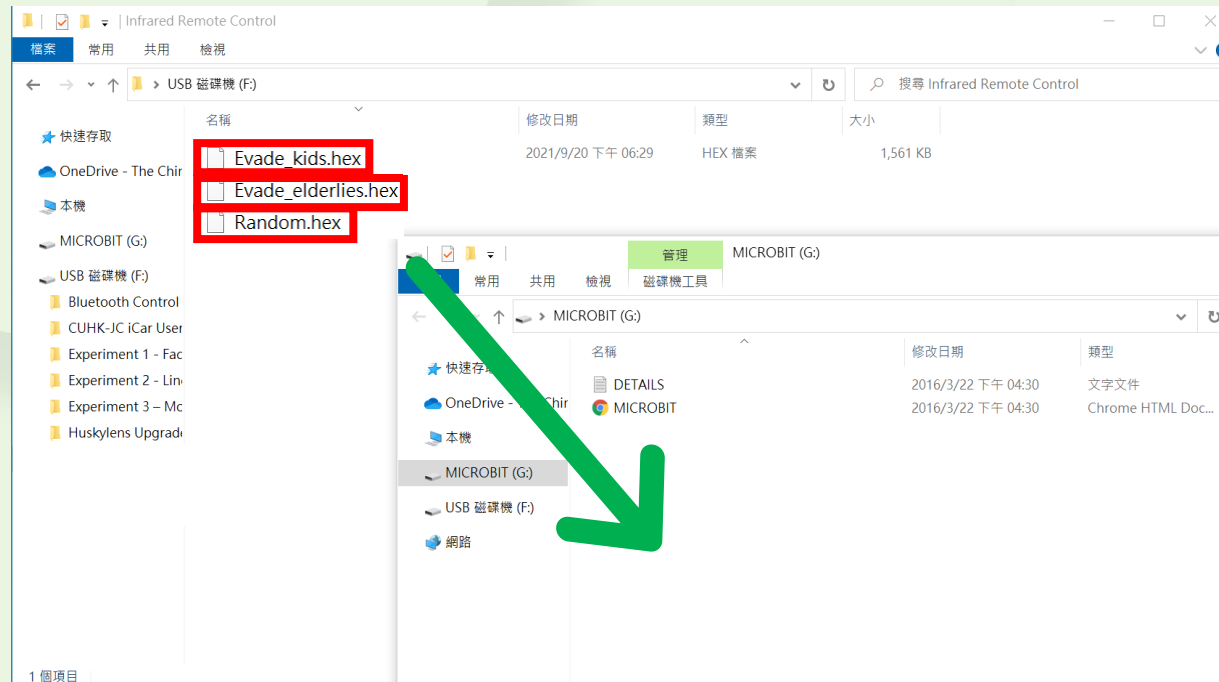 Infrared Remote Control
檔案 常用 共用 檢視
USB 磁碟機 (F:)
搜尋 Infrared Remote Control
名稱 修改日期 類型 大小
快速存取
OneDrive - The Chir
本機
MICROBIT (G:)
USB 磁碟機 (F:)
Bluetooth Control
CUHK-JC iCar User
Experiment 1 - Fac
Experiment 2 - Lin
Experiment 3 – Mc
Huskylens Upgrade
Evade_kids.hex
2021/9/20 下午 06:29 HEX 檔案 1,561 KB
Evade_elderlies.hex
Random.hex
1 個項目
管理 MICROBIT (G:)
常用 共用 檢視 磁碟機工具
MICROBIT (G:)
名稱 修改日期 類型
DETAILS 2016/3/22 下午 04:30 文字文件
MICROBIT 2016/3/22 下午 04:30 Chrome HTML Doc...
快速存
OneDrive - Chir
本機
MICROBIT (G:)
USB 磁碟機 (F:)
網路